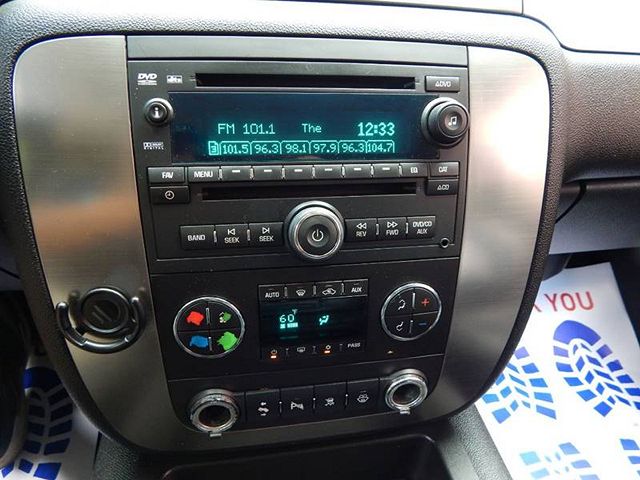 DVD
DVD
FM 101.1 The 12:33
101.5 96.3 98.1 97.9 96.3 104.7
FAV MENU EQ CAT
CD
BAND SEEK SEEK REV FWD DVD/CD AUX
AUTO AUX
60
PASS
K YOU